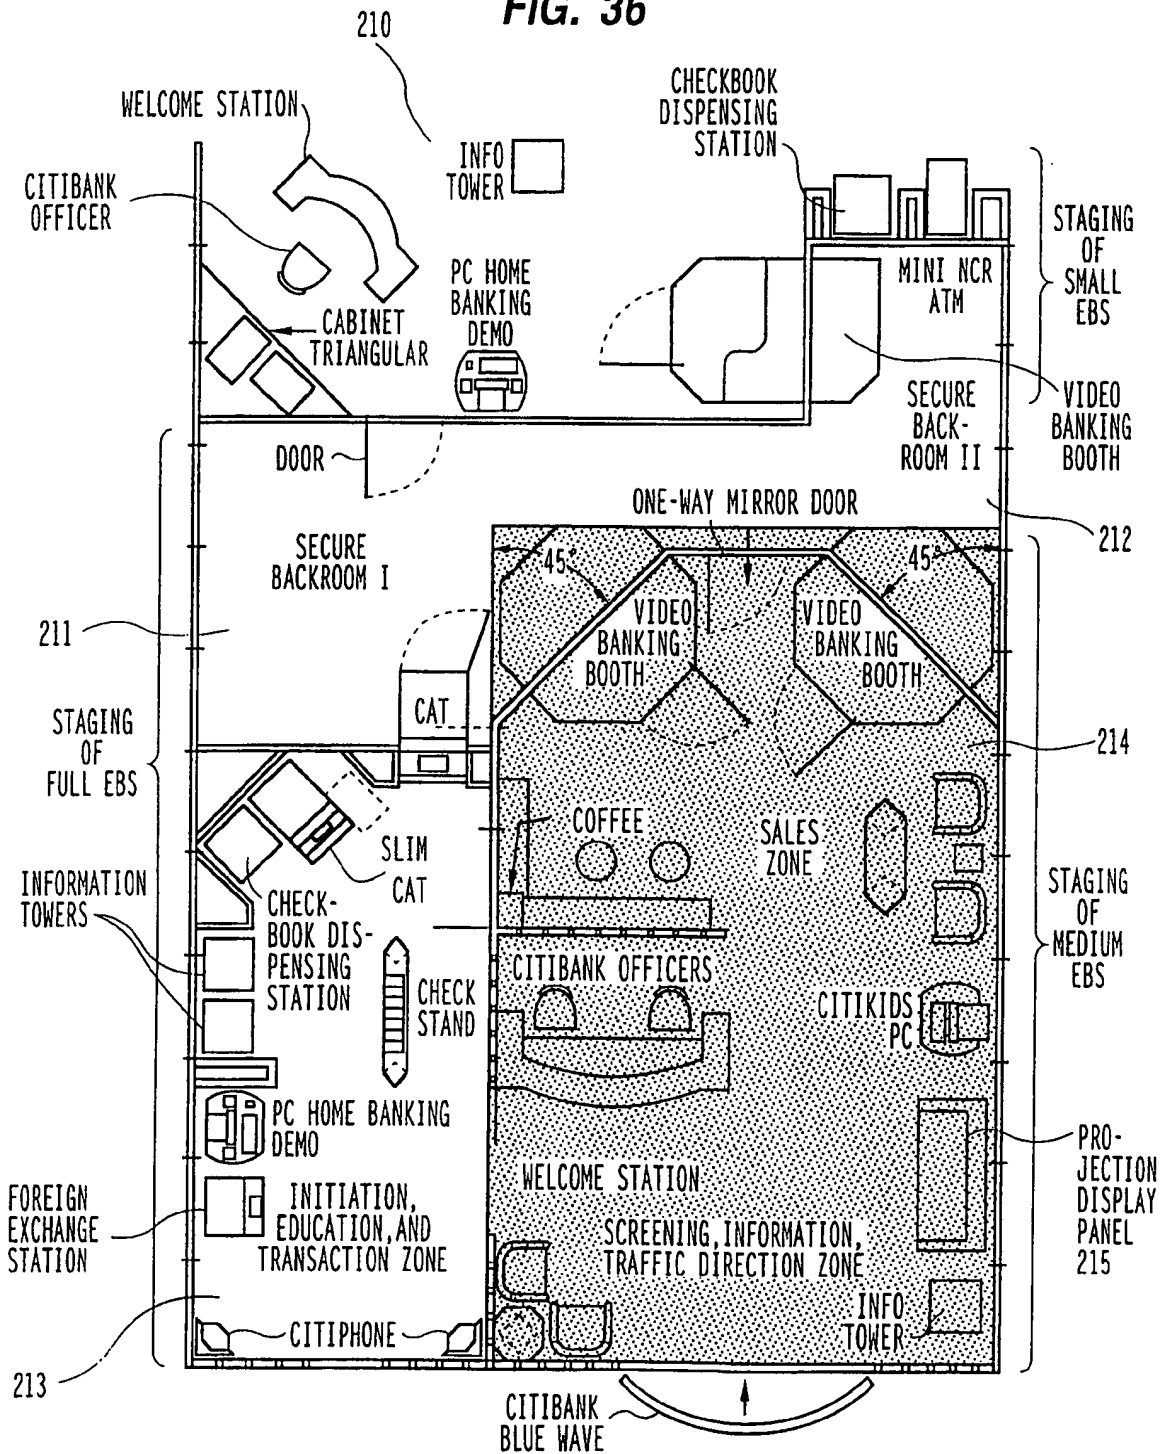 FIG. 36
210
WELCOME STATION
CITIBANK
OFFICER
INFO
TOWER
CHECKBOOK
DISPENSING
STATION
STAGING
OF
SMALL
EBS
MINI NCR
ATM
PC HOME
BANKING
DEMO
CABINET
TRIANGULAR
VIDEO
BANKING
BOOTH
SECURE
BACK-
ROOM II
DOOR
ONE-WAY MIRROR DOOR
212
SECURE
BACKROOM I
211
45°
45°
VIDEO
BANKING
BOOTH
VIDEO
BANKING
BOOTH
CAT
STAGING
OF
FULL EBS
214
COFFEE
SALES
ZONE
SLIM
CAT
INFORMATION
TOWERS
CHECK-
BOOK DIS-
PENSING
STATION
CHECK
STAND
CITIBANK OFFICERS
STAGING
OF
MEDIUM
EBS
CITIKIDS
PC
PC HOME BANKING
DEMO
PRO-
JECTION
DISPLAY
PANEL
215
WELCOME STATION
FOREIGN
EXCHANGE
STATION
INITIATION,
EDUCATION,AND
TRANSACTION ZONE
SCREENING,INFORMATION,
TRAFFIC DIRECTION ZONE
INFO
TOWER
CITIPHONE
213
CITIBANK
BLUE WAVE